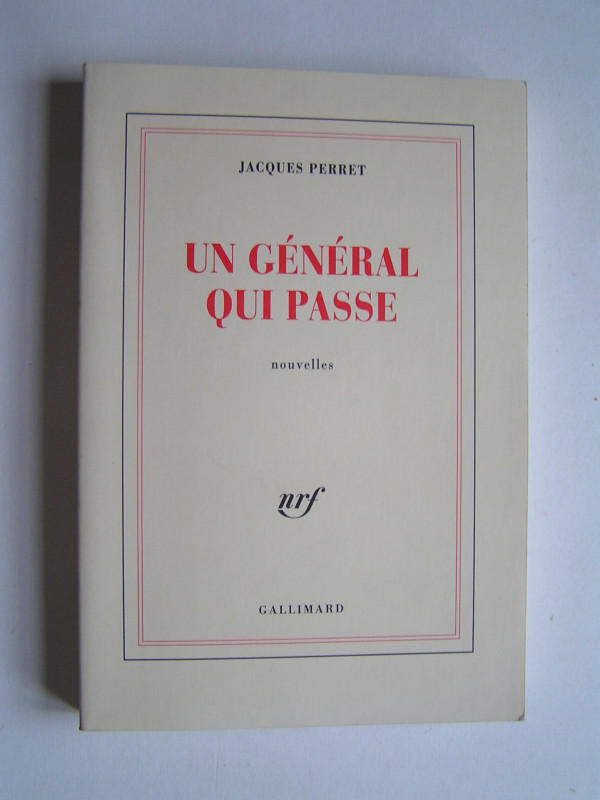 JACQUES PERRET
UN GÉNÉRAL
QUI PASSE
nouvelles
nrf
GALLIMARD